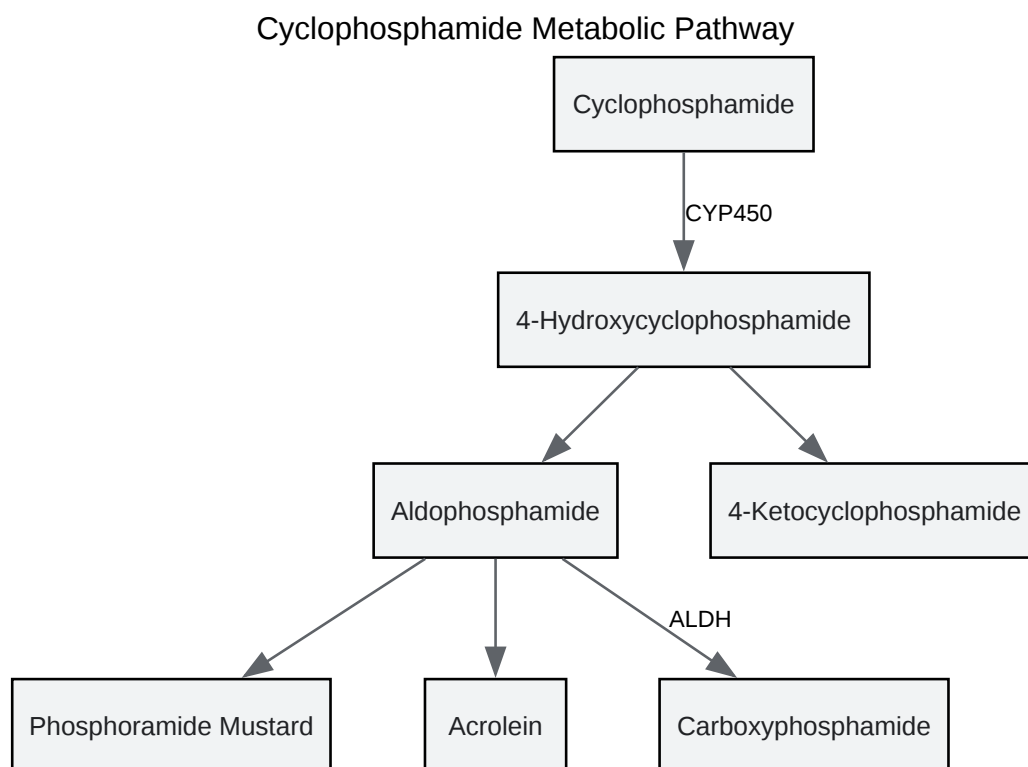 Cyclophosphamide Metabolic Pathway
Cyclophosphamide
CYP450
4-Hydroxycyclophosphamide
Aldophosphamide
4-Ketocyclophosphamide
ALDH
Phosphoramide Mustard
Acrolein
Carboxyphosphamide